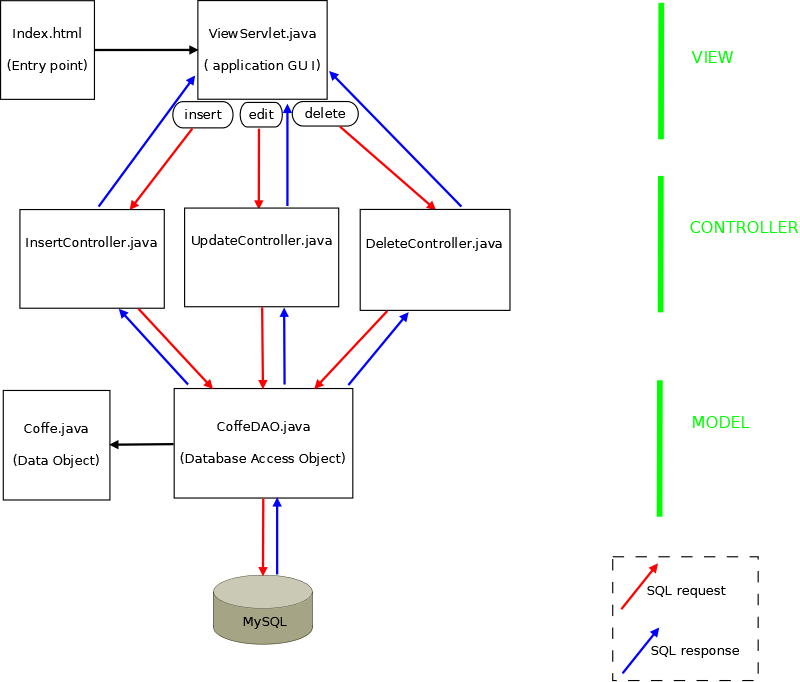 Index.html
(Entry point)
ViewServlet.java
( application GU I)
insert
edit
delete
VIEW
InsertController.java
UpdateController.java
DeleteController.java
CONTROLLER
Coffe.java
(Data Object)
CoffeDAO.java
(Database Access Object)
MODEL
MySQL
SQL request
SQL response